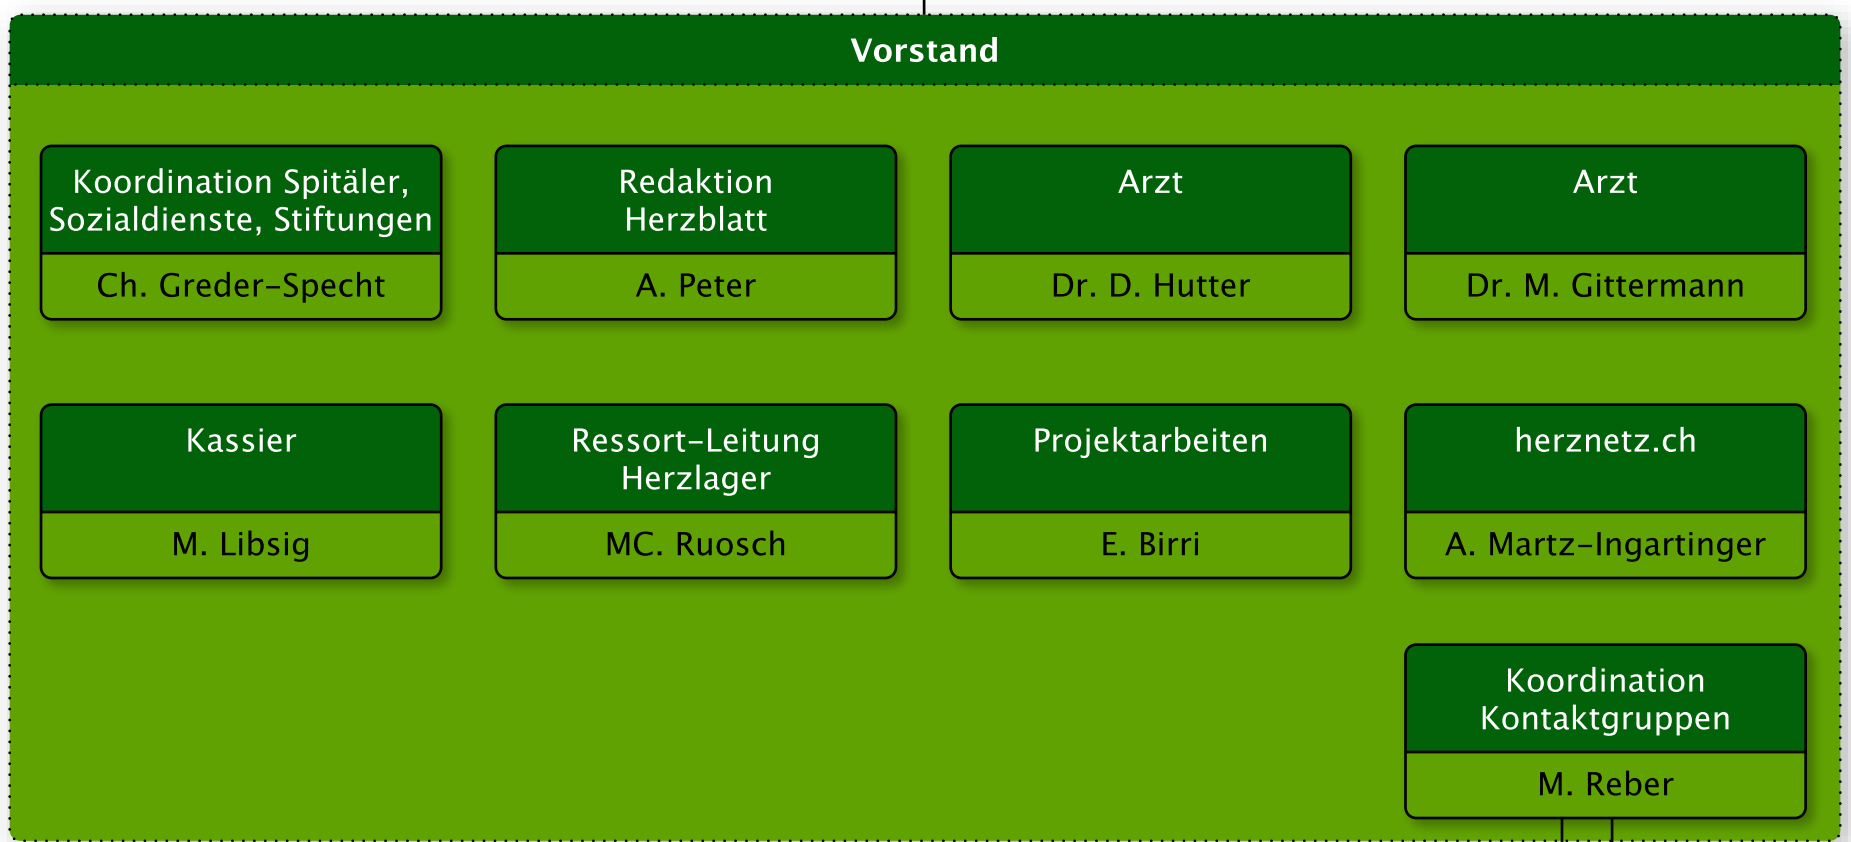 Vorstand
Koordination Spitäler,
Sozialdienste, Stiftungen
Ch. Greder-Specht
Redaktion
Herzblatt
A. Peter
Arzt
Dr. D. Hutter
Arzt
Dr. M. Gittermann
Kassier
M. Libsig
Ressort-Leitung
Herzlager
MC. Ruosch
Projektarbeiten
E. Birri
herznetz.ch
A. Martz-Ingartinger
Koordination
Kontaktgruppen
M. Reber